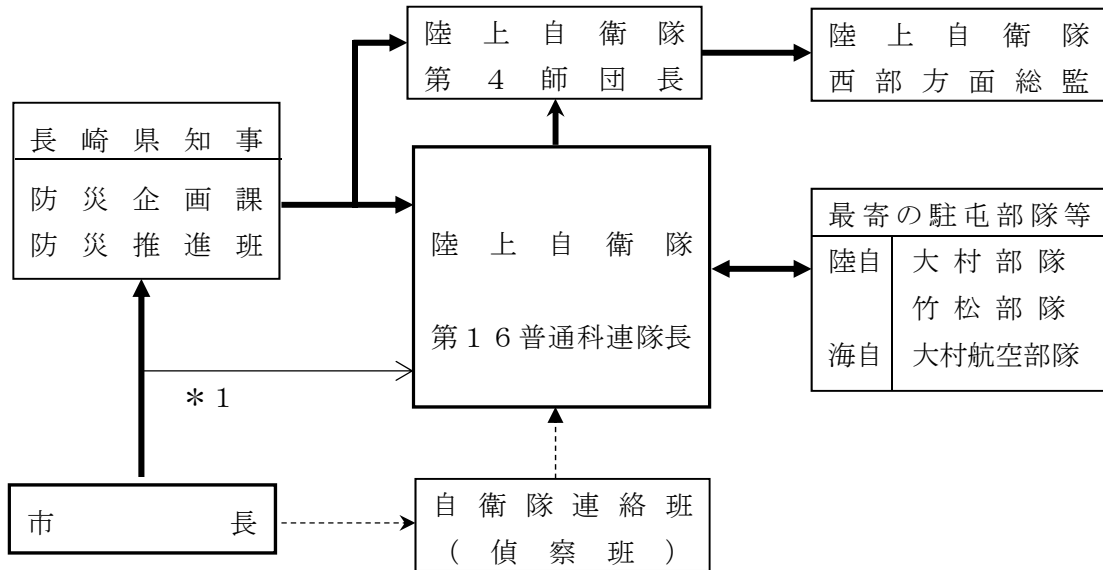 陸上自衛隊
第４師団長
陸上自衛隊
西部方面総監
長崎県知事
防災企画課
防災推進班
陸上自衛隊
第１６普通科連隊長
最寄の駐屯部隊等
陸自 大村部隊
竹松部隊
海自 大村航空部隊
＊１
市長
自衛隊連絡班
（偵察班）